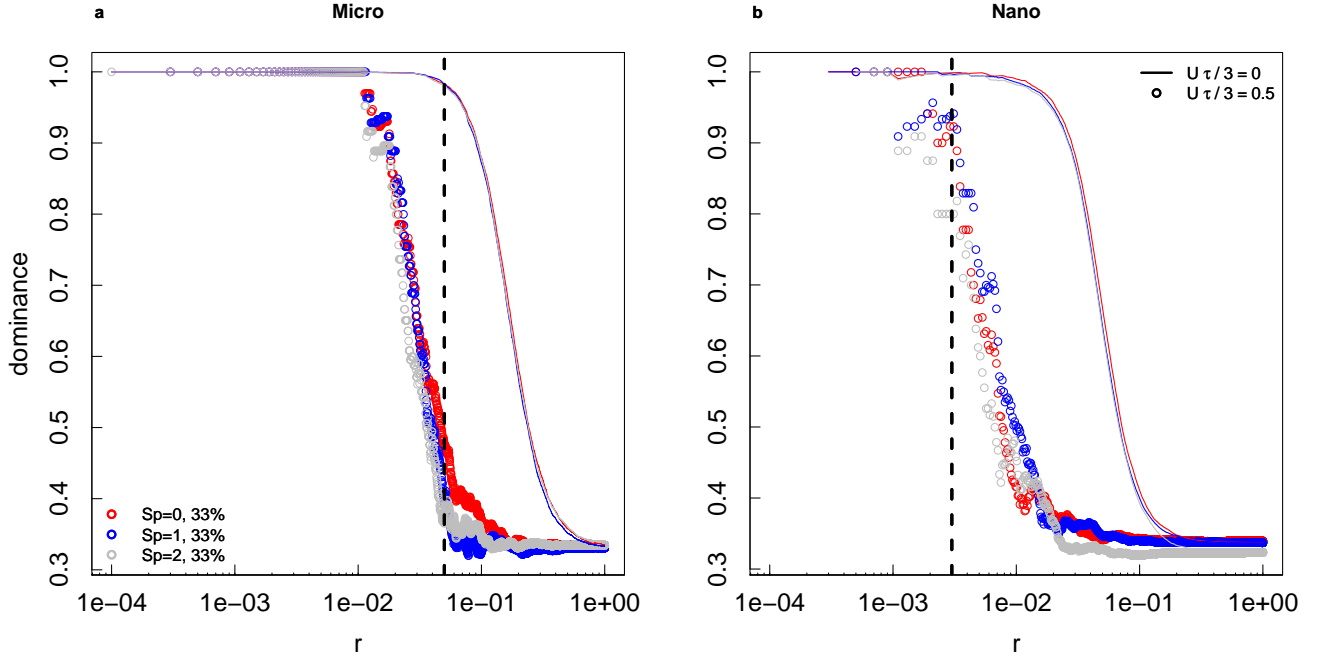 a Micro
dominance
1.0
0.9
0.8
0.7
0.6
0.5
0.4
0.3
Sp=0, 33%
Sp=1, 33%
Sp=2, 33%
1e−04 1e−03 1e−02 1e−01 1e+00
r
b Nano
U τ / 3 = 0
U τ / 3 = 0.5
1.0
0.9
0.8
0.7
0.6
0.5
0.4
0.3
1e−04 1e−03 1e−02 1e−01 1e+00
r